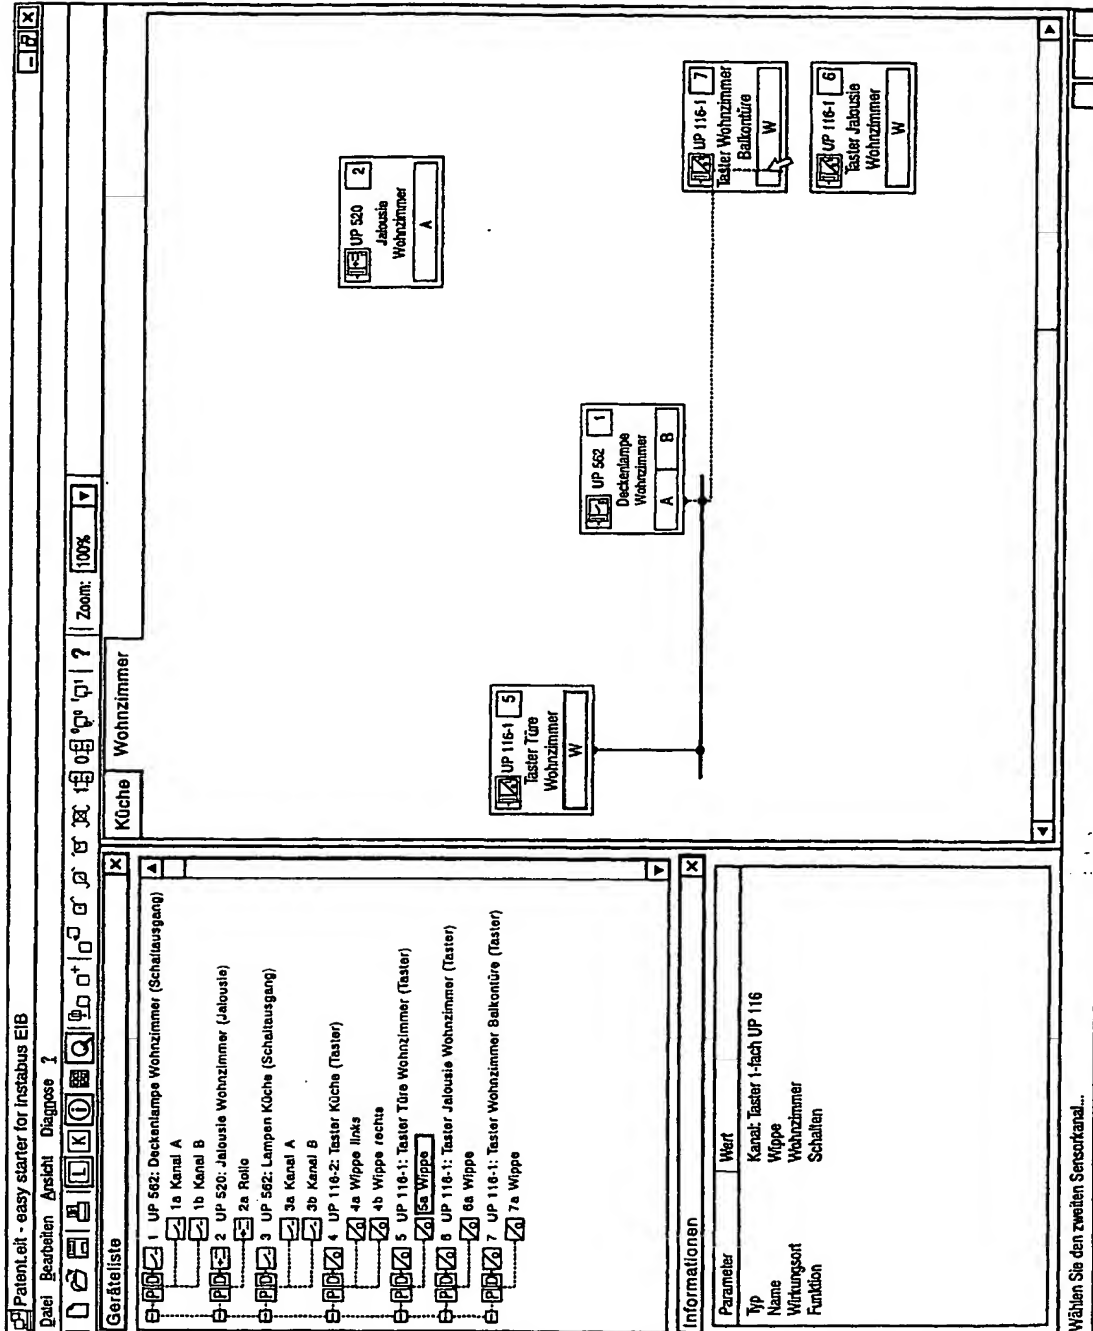 Patent.eit - easy starter for instabus EIB
Datei Bearbeiten Ansicht Diagnose ?
L K i ? Zoom: 100%
Geräteliste
1 UP 562: Deckenlampe Wohnzimmer (Schaltausgang)
1a Kanal A
1b Kanal B
2 UP 520: Jalousie Wohnzimmer (Jalousie)
2a Rollo
3 UP 562: Lampen Küche (Schaltausgang)
3a Kanal A
3b Kanal B
4 UP 116-2: Taster Küche (Taster)
4a Wippe links
4b Wippe rechts
5 UP 116-1: Taster Türe Wohnzimmer (Taster)
5a Wippe
6 UP 116-1: Taster Jalousie Wohnzimmer (Taster)
6a Wippe
7 UP 116-1: Taster Wohnzimmer Balkontüre (Taster)
7a Wippe
Informationen
Parameter Wert
Typ Kanal: Taster 1-fach UP 116
Name Wippe
Wirkungsort Wohnzimmer
Funktion Schalten
Küche Wohnzimmer
UP 116-1 5
Taster Türe
Wohnzimmer
W
UP 562 1
Deckenlampe
Wohnzimmer
A B
UP 520 2
Jalousie
Wohnzimmer
A
UP 116-1 7
Taster Wohnzimmer
Balkontüre
W
UP 116-1 6
Taster Jalousie
Wohnzimmer
W
Wählen Sie den zweiten Sensorkanal...